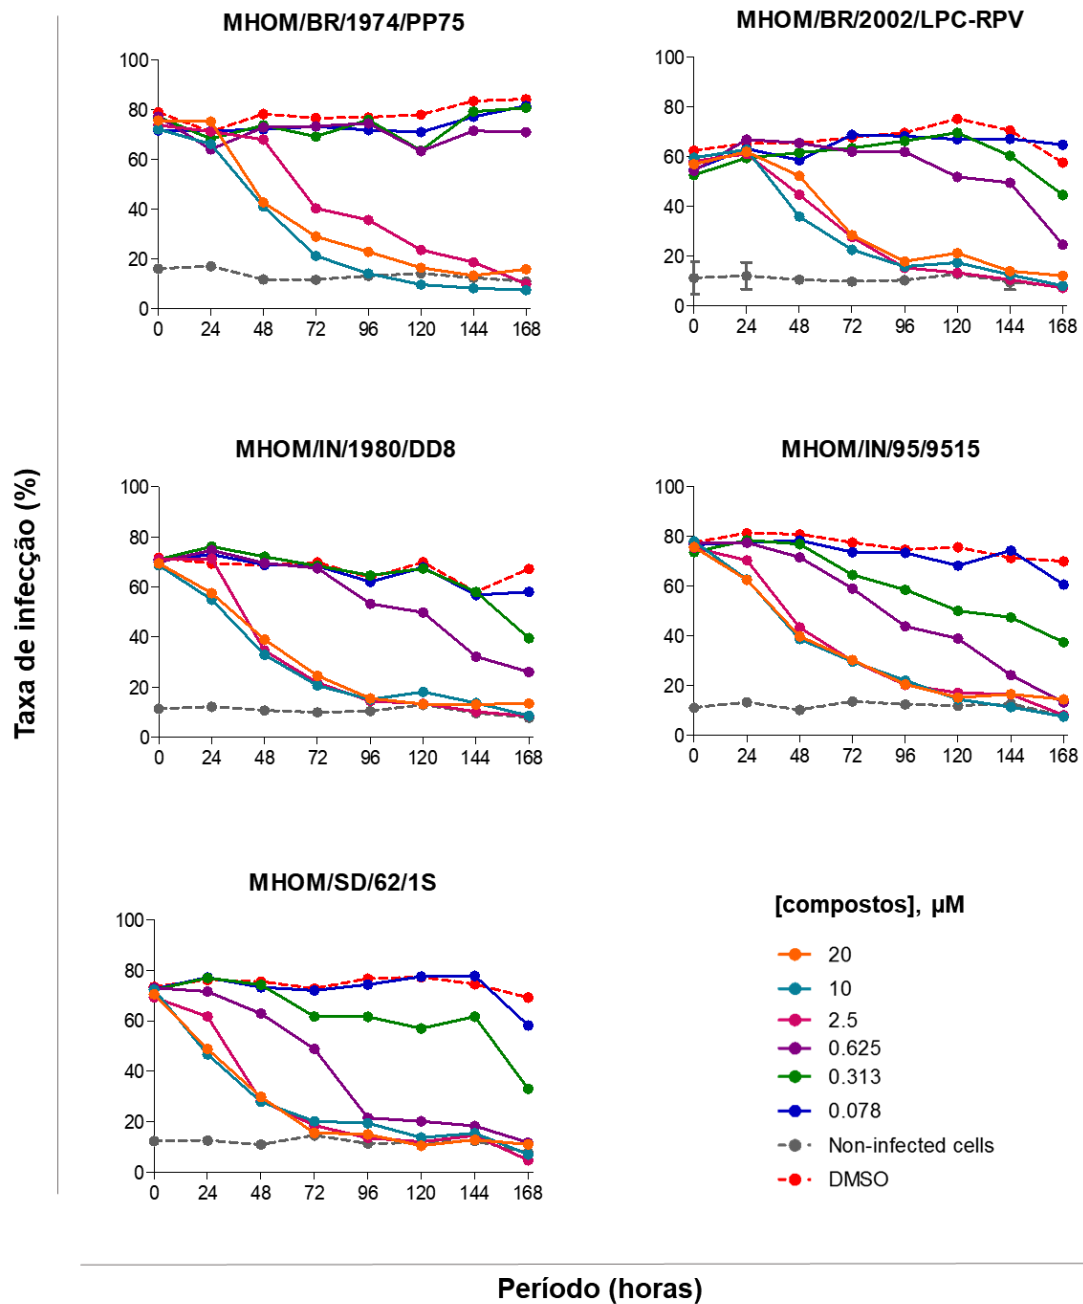 MHOM/BR/1974/PP75
MHOM/BR/2002/LPC-RPV
100
80
60
40
20
0
0 24 48 72 96 120 144 168
100
80
60
40
20
0
0 24 48 72 96 120 144 168
MHOM/IN/1980/DD8
MHOM/IN/95/9515
100
80
60
40
20
0
0 24 48 72 96 120 144 168
100
80
60
40
20
0
0 24 48 72 96 120 144 168
Taxa de infecção (%)
MHOM/SD/62/1S
100
80
60
40
20
0
0 24 48 72 96 120 144 168
[compostos], µM
20
10
2.5
0.625
0.313
0.078
Non-infected cells
DMSO
Período (horas)